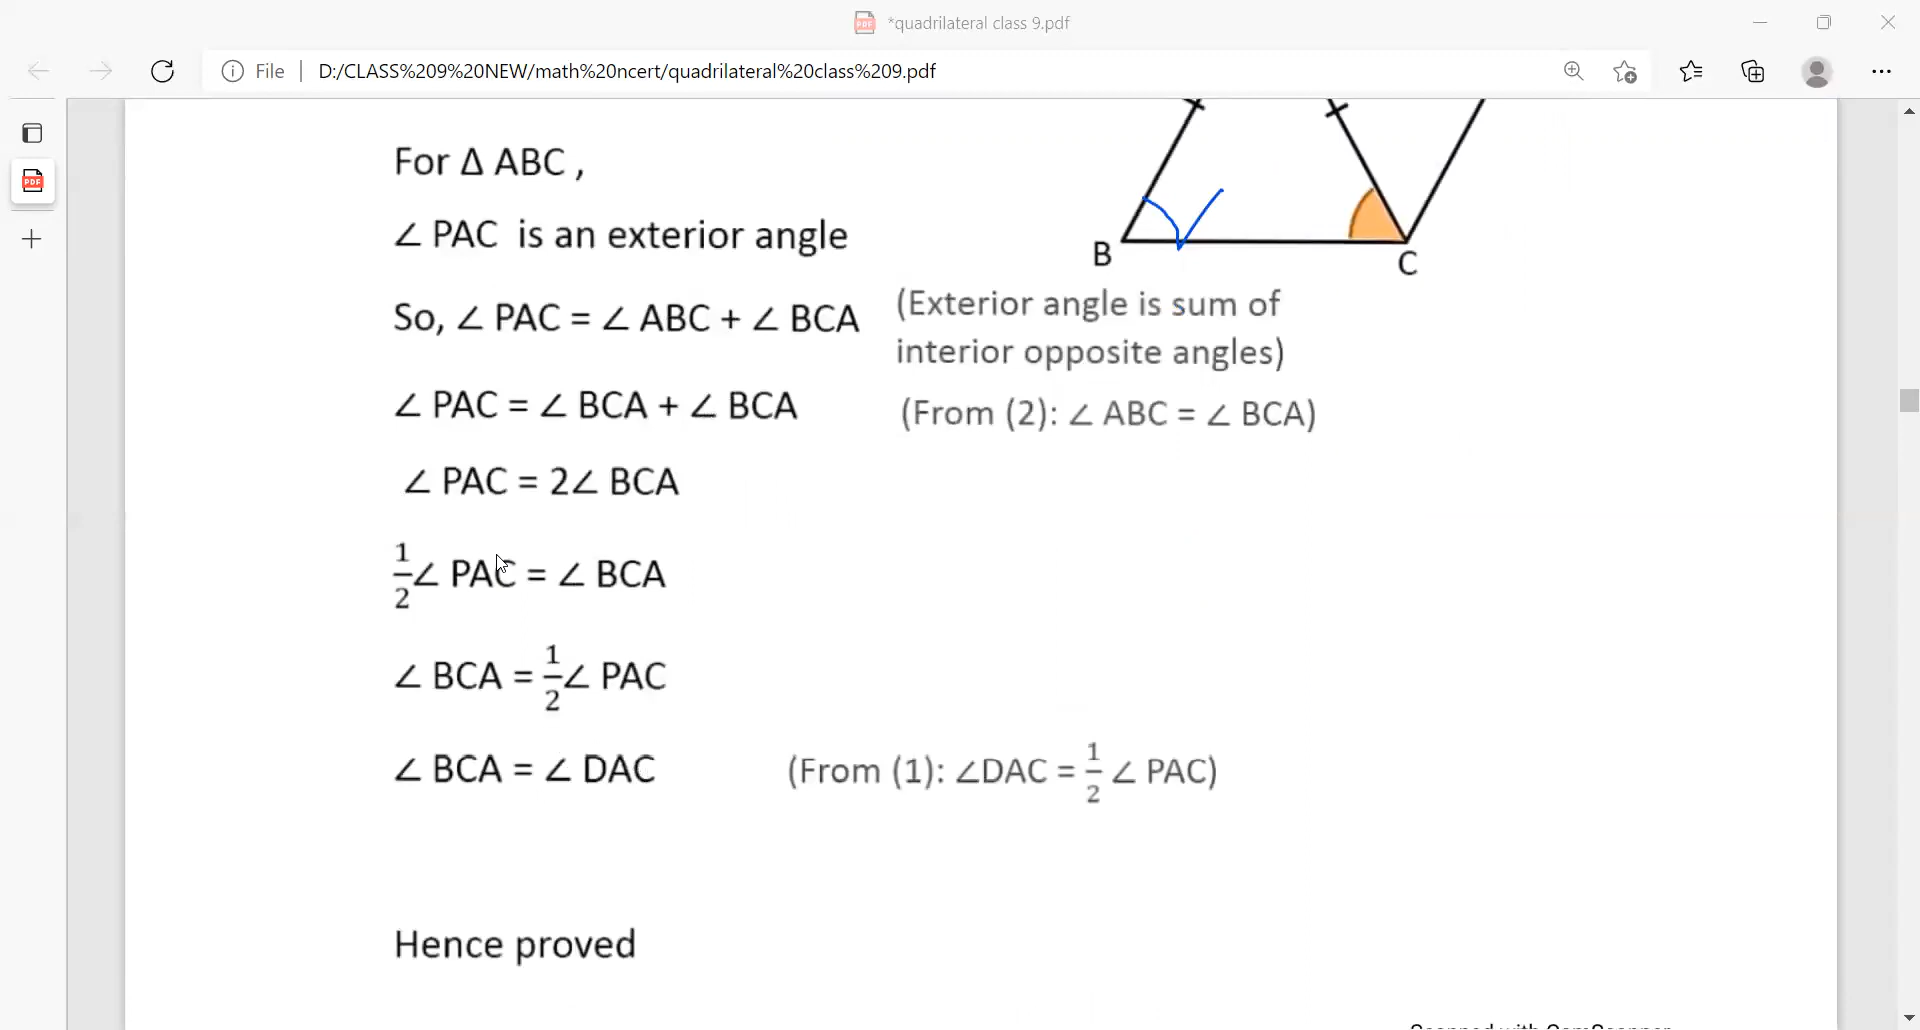 *quadrilateral class 9.pdf
File | D:/CLASS%209%20NEW/math%20ncert/quadrilateral%20class%209.pdf
For Δ ABC ,
∠ PAC is an exterior angle
B
C
So, ∠ PAC = ∠ ABC + ∠ BCA (Exterior angle is sum of
interior opposite angles)
∠ PAC = ∠ BCA + ∠ BCA (From (2): ∠ ABC = ∠ BCA)
∠ PAC = 2∠ BCA
1/2∠ PAC = ∠ BCA
∠ BCA = 1/2∠ PAC
∠ BCA = ∠ DAC (From (1): ∠DAC = 1/2 ∠ PAC)
Hence proved